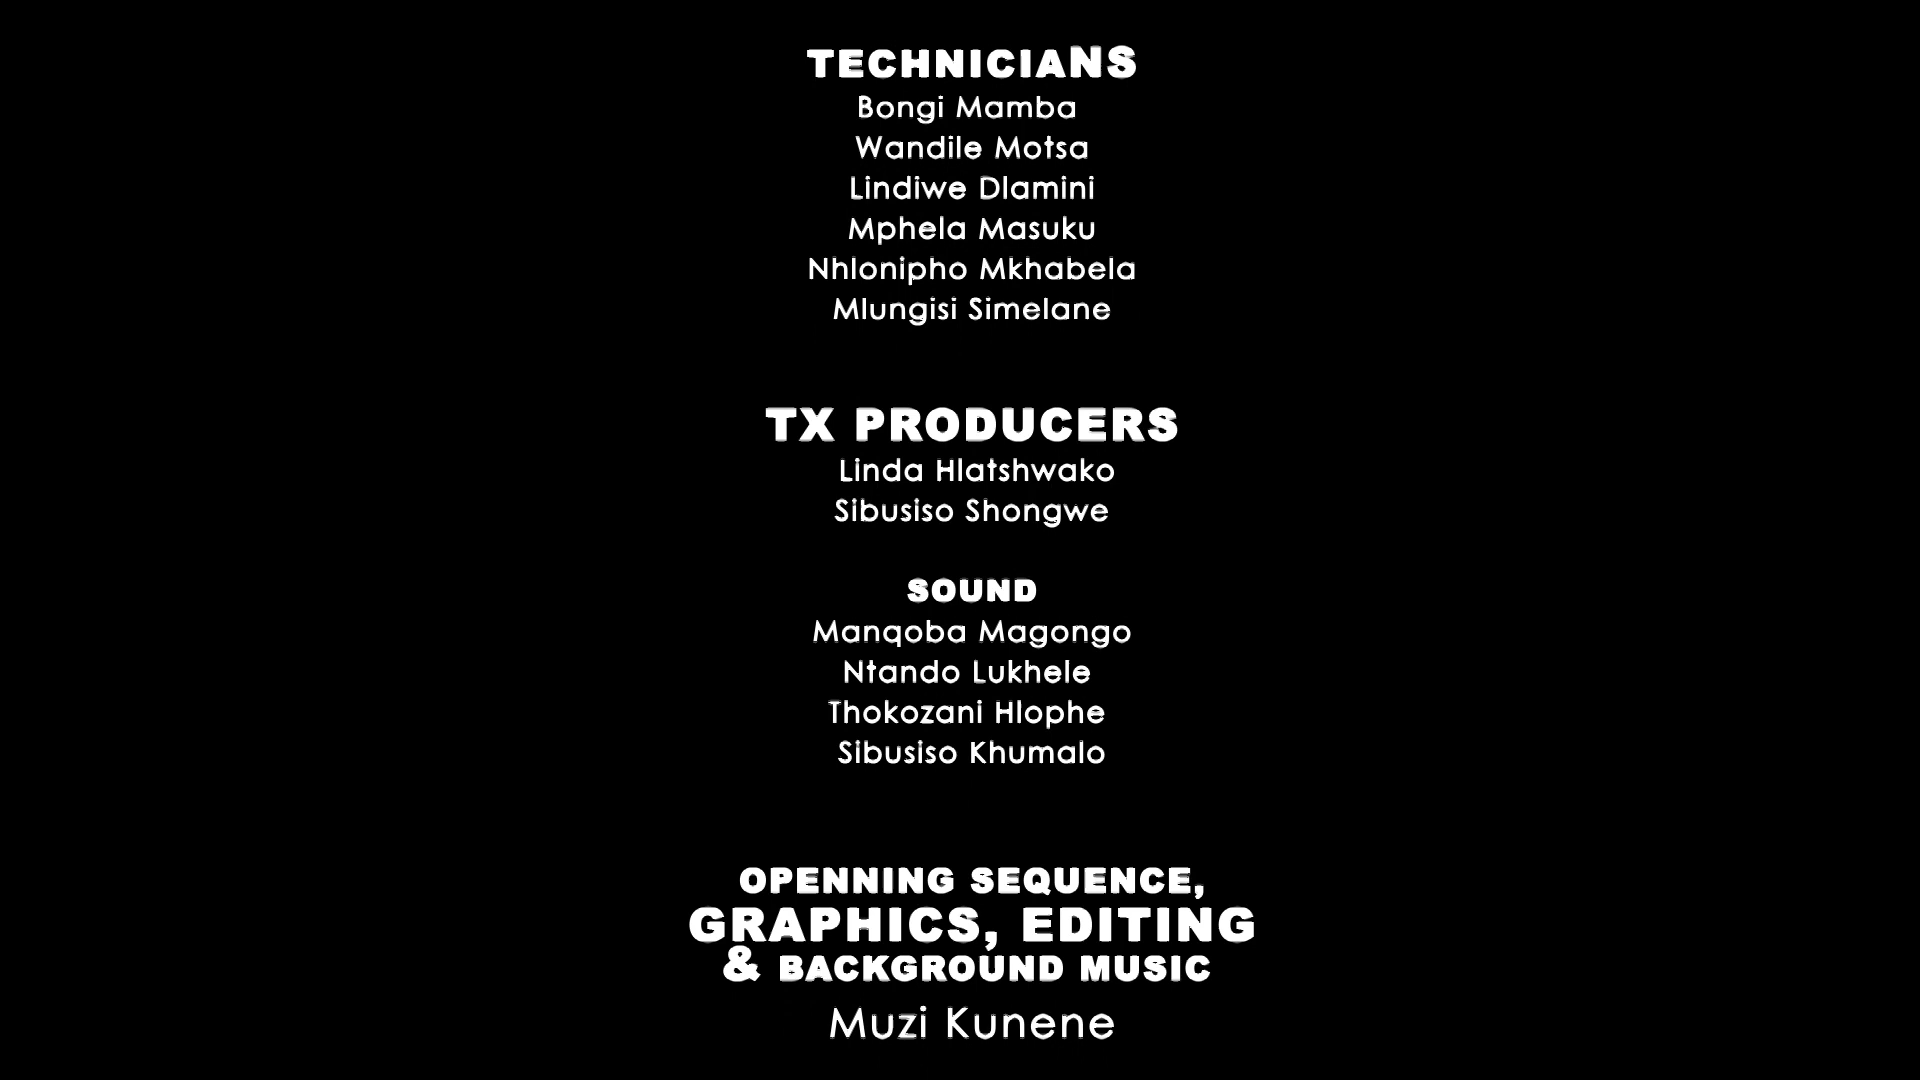 TECHNICIANS
Bongi Mamba
Wandile Motsa
Lindiwe Dlamini
Mphela Masuku
Nhlonipho Mkhabela
Mlungisi Simelane
TX PRODUCERS
Linda Hlatshwako
Sibusiso Shongwe
SOUND
Manqoba Magongo
Ntando Lukhele
Thokozani Hlophe
Sibusiso Khumalo
OPENNING SEQUENCE,
GRAPHICS, EDITING
& BACKGROUND MUSIC
Muzi Kunene